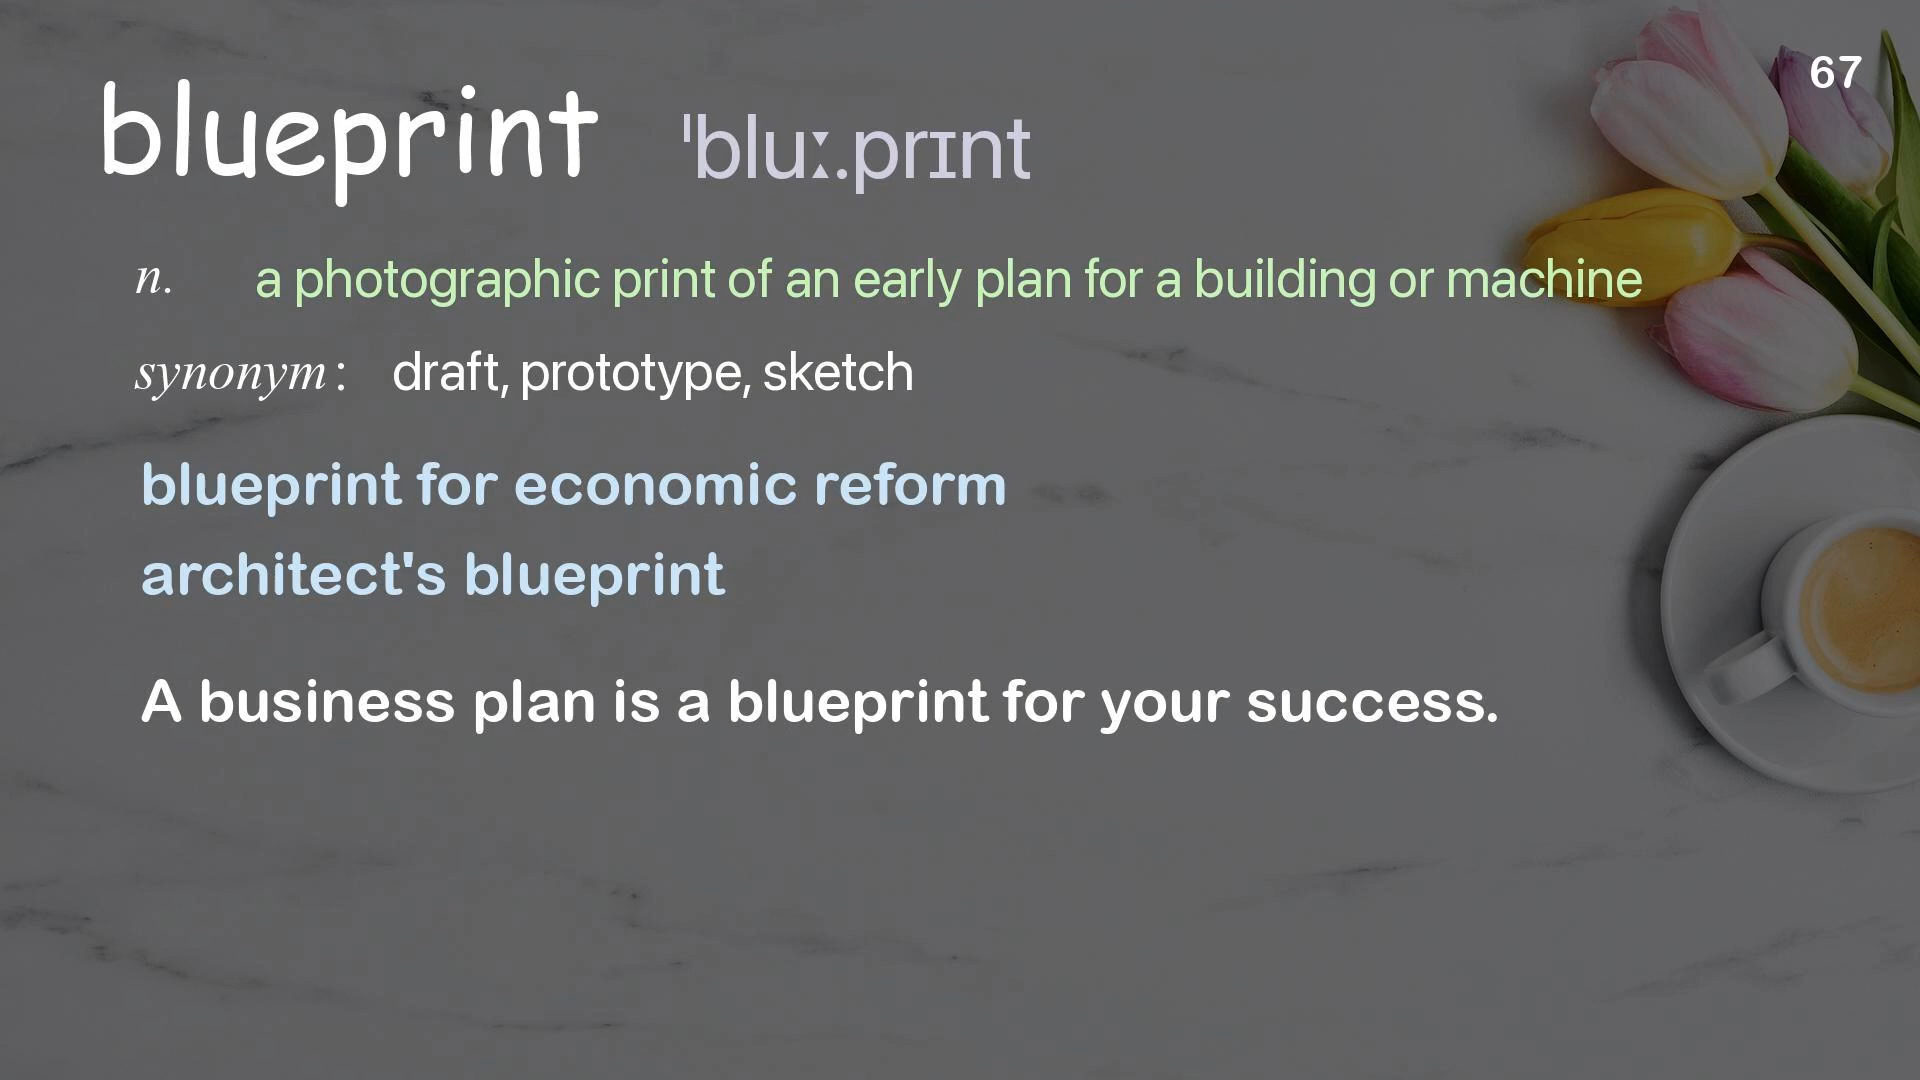 67
blueprint ˈbluː.prɪnt
n. a photographic print of an early plan for a building or machine
synonym: draft, prototype, sketch
blueprint for economic reform
architect's blueprint
A business plan is a blueprint for your success.